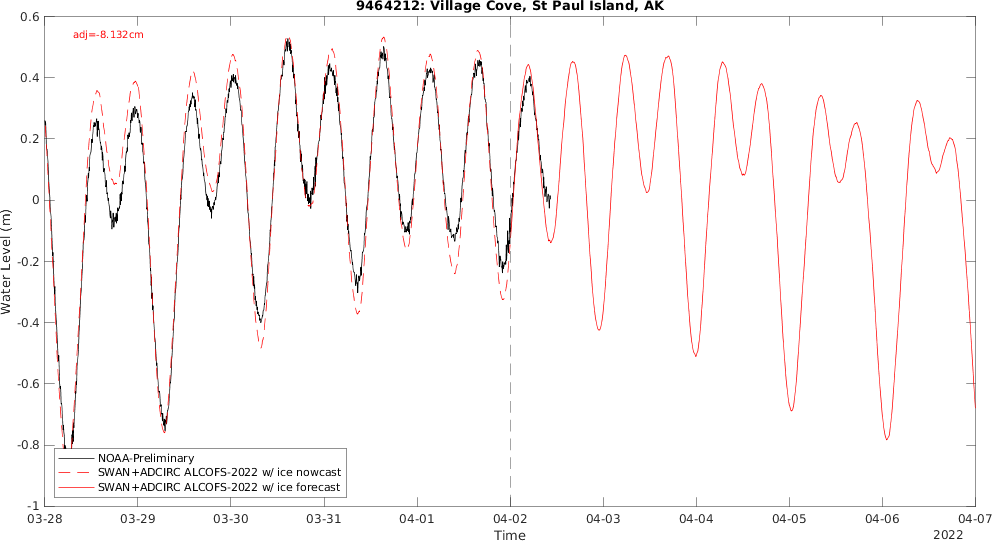 9464212: Village Cove, St Paul Island, AK
adj=-8.132cm
0.6
0.4
0.2
0
-0.2
-0.4
-0.6
-0.8
-1
Water Level (m)
NOAA-Preliminary
SWAN+ADCIRC ALCOFS-2022 w/ ice nowcast
SWAN+ADCIRC ALCOFS-2022 w/ ice forecast
03-28 03-29 03-30 03-31 04-01 04-02 04-03 04-04 04-05 04-06 04-07
Time
2022